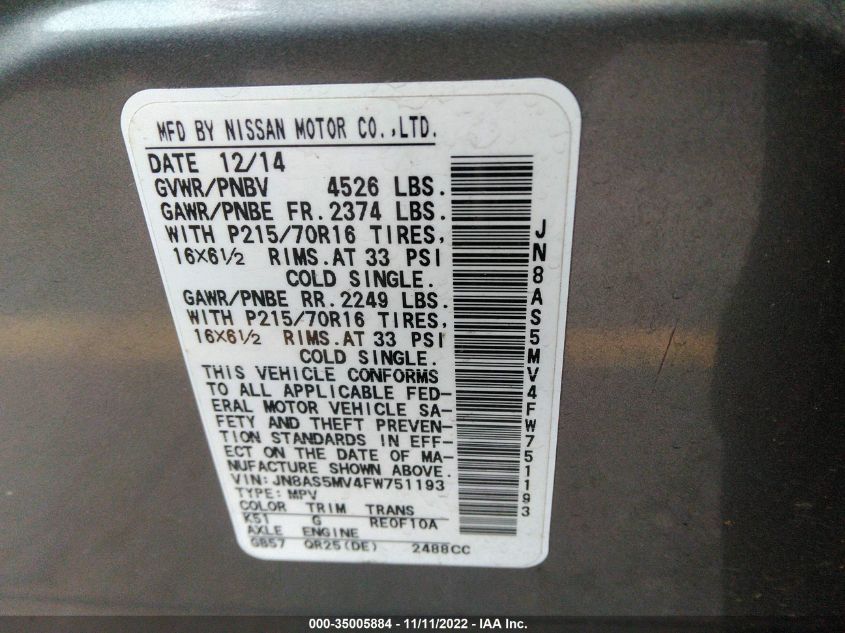 MFD BY NISSAN MOTOR CO.,LTD.
DATE 12/14
GVWR/PNBV 4526 LBS.
GAWR/PNBE FR. 2374 LBS.
WITH P215/70R16 TIRES,
16X6½ RIMS. AT 33 PSI
COLD SINGLE.
GAWR/PNBE RR. 2249 LBS.
WITH P215/70R16 TIRES,
16X6½ RIMS. AT 33 PSI
COLD SINGLE.
THIS VEHICLE CONFORMS
TO ALL APPLICABLE FED-
ERAL MOTOR VEHICLE SA-
FETY AND THEFT PREVEN-
TION STANDARDS IN EFF-
ECT ON THE DATE OF MA-
NUFACTURE SHOWN ABOVE.
VIN: JN8AS5MV4FW751193
TYPE: MPV
COLOR TRIM TRANS
K51 G RE0F10A
AXLE ENGINE
GB57 QR25(DE) 2488CC
JN8AS5MV4FW751193
000-35005884 - 11/11/2022 - IAA Inc.